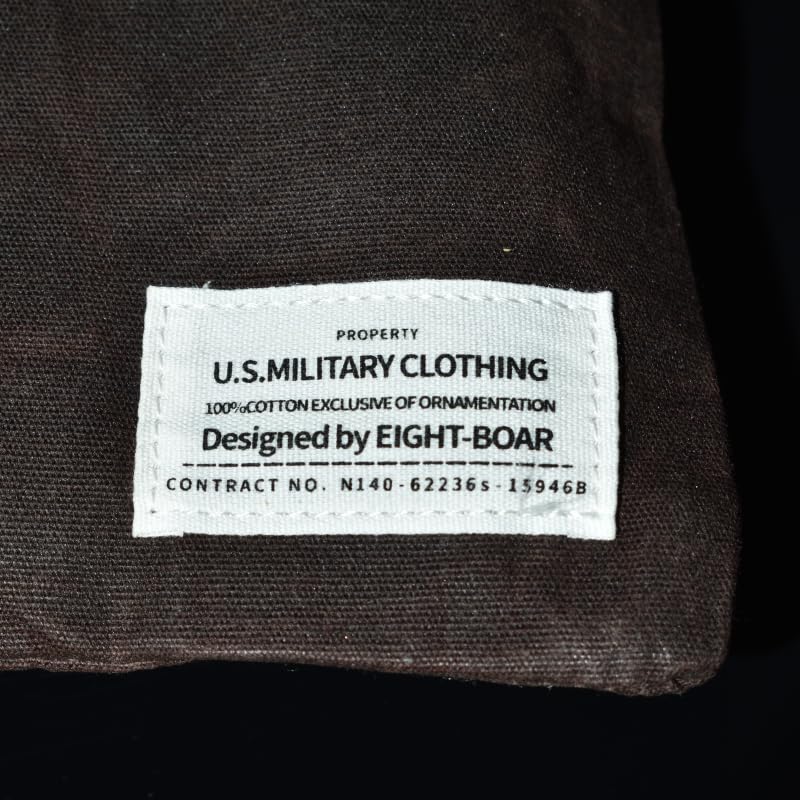 PROPERTY
U.S.MILITARY CLOTHING
100%COTTON EXCLUSIVE OF ORNAMENTATION
Designed by EIGHT-BOAR
CONTRACT NO. N140-62236s-15946B